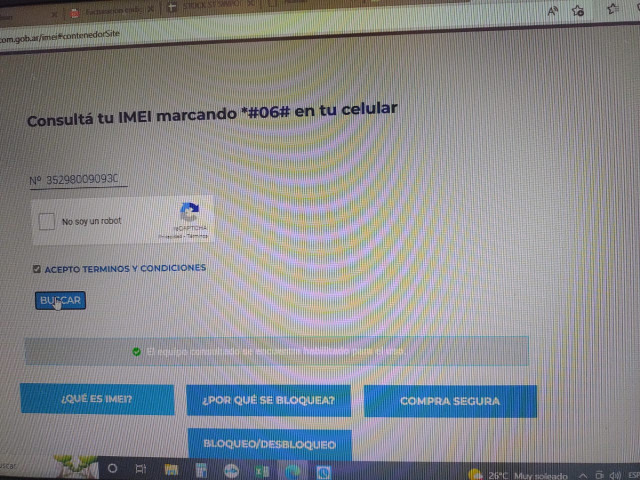 com.gob.ar/imei#contenedorSite
Consultá tu IMEI marcando *#06# en tu celular
Nº 35298009093C
No soy un robot
reCAPTCHA
Privacidad - Términos
ACEPTO TERMINOS Y CONDICIONES
BUSCAR
El equipo consultado se encuentra habilitado para el uso.
¿QUÉ ES IMEI?
¿POR QUÉ SE BLOQUEA?
COMPRA SEGURA
BLOQUEO/DESBLOQUEO
26°C Muy soleado
ESP